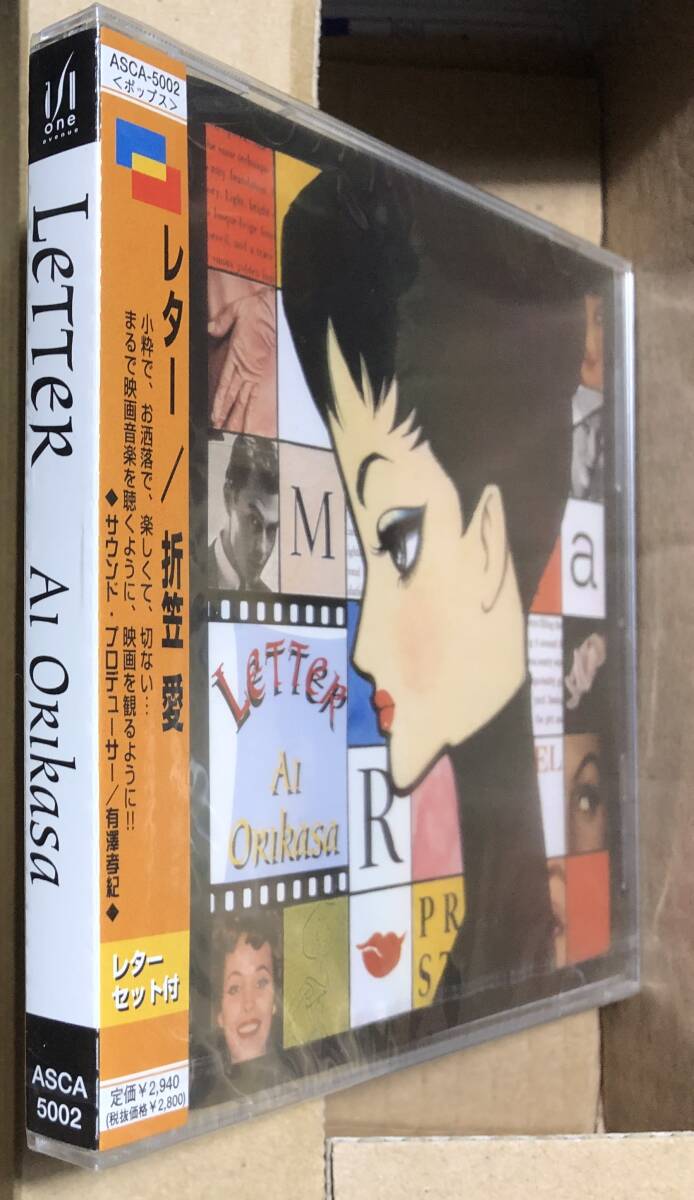 one
avenue
LETTER AI ORIKASA
ASCA
5002
ASCA-5002
<ポップス>
レター / 折笠 愛
小粋で、お洒落で、楽しくて、切ない…
まるで映画音楽を聴くように、映画を観るように!!
◆サウンド・プロデューサー/有澤孝紀◆
レター
セット付
定価¥2,940
(税抜価格¥2,800)
M
a
LETTER
AI
ORIKASA
R
EL
PR
ST